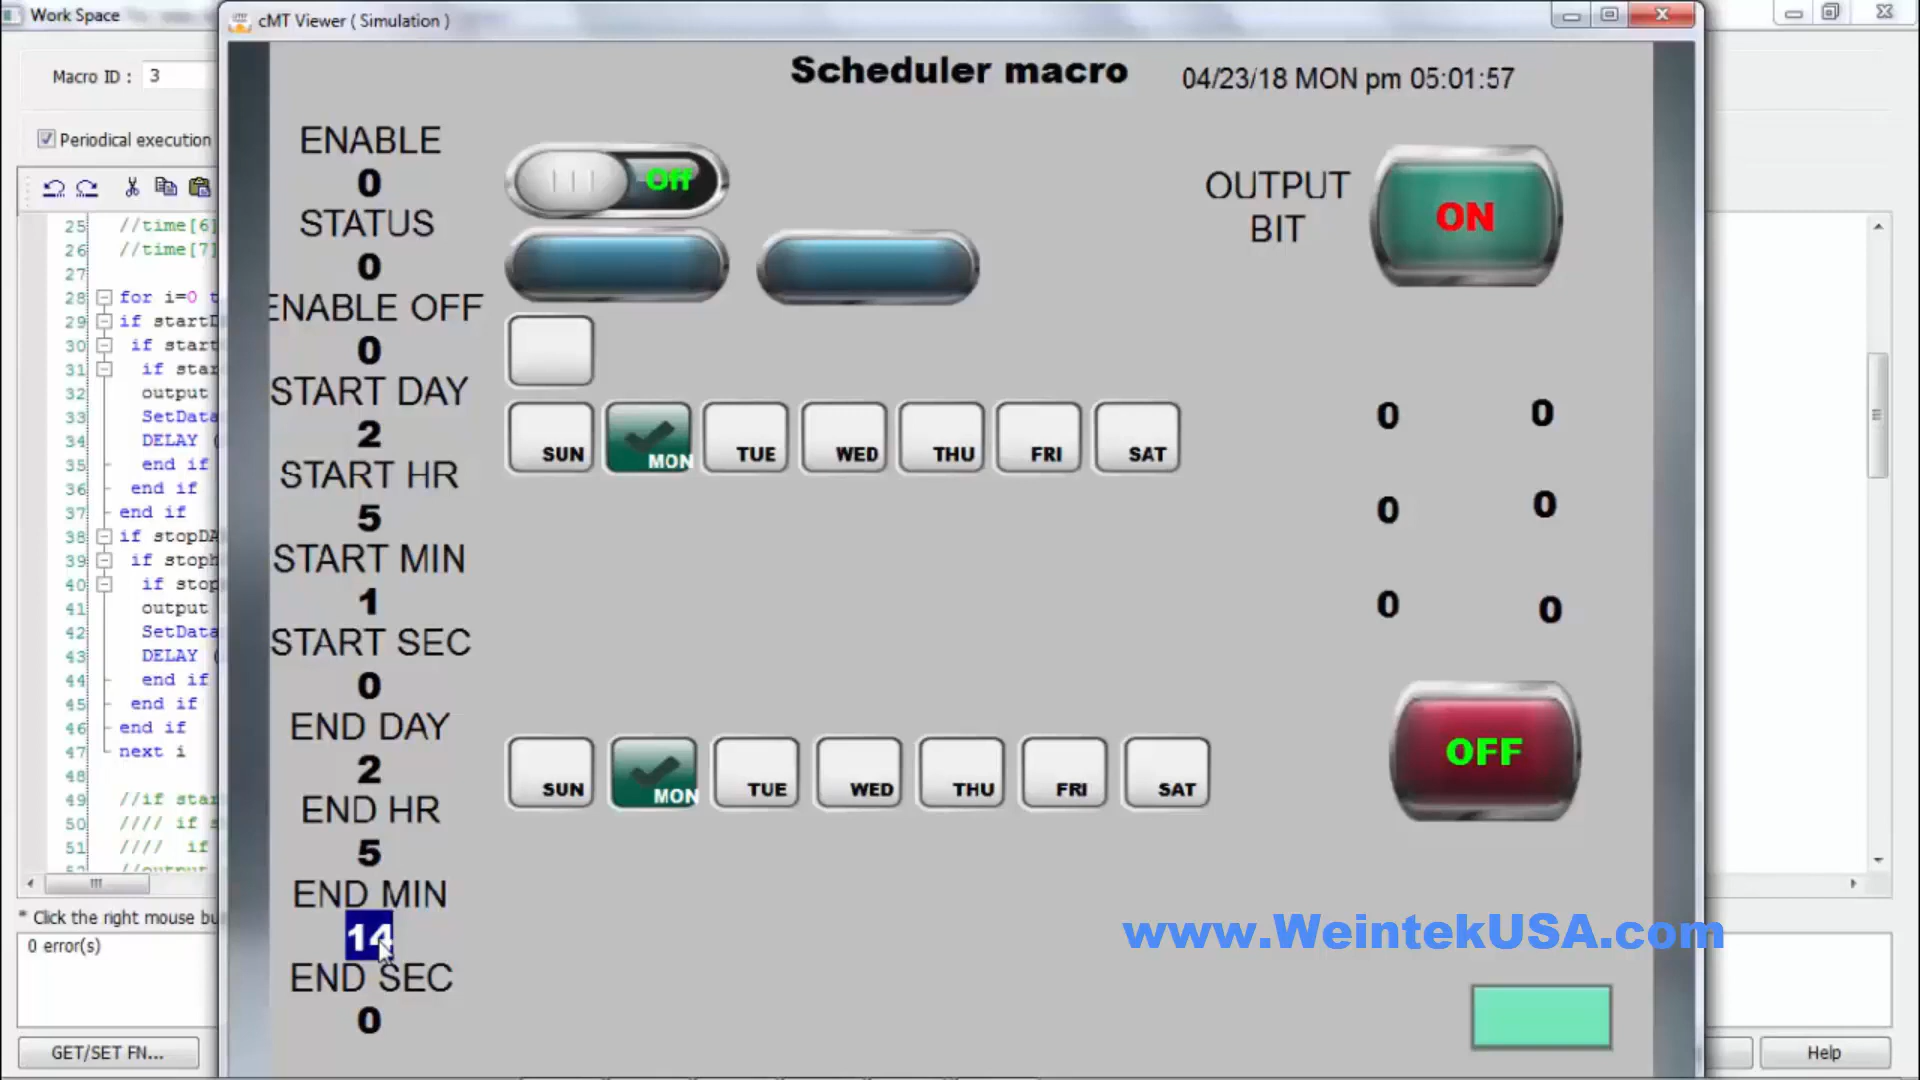 Work Space
cMT Viewer ( Simulation )
Macro ID : 3
Periodical execution
Scheduler macro
04/23/18 MON pm 05:01:57
ENABLE
0
Off
STATUS
0
ENABLE OFF
0
START DAY
2
SUN MON TUE WED THU FRI SAT
START HR
5
START MIN
1
START SEC
0
END DAY
2
SUN MON TUE WED THU FRI SAT
END HR
5
END MIN
14
END SEC
0
OUTPUT
BIT
ON
0 0
0 0
0 0
OFF
www.WeintekUSA.com
25 //time[6]
26 //time[7]
27
28 for i=0 t
29 if startD
30 if start
31 if star
32 output
33 SetData
34 DELAY (
35 end if
36 end if
37 end if
38 if stopDA
39 if stoph
40 if stop
41 output
42 SetData
43 DELAY (
44 end if
45 end if
46 end if
47 next i
48
49 //if star
50 //// if s
51 //// if
52 //output
* Click the right mouse bu
0 error(s)
GET/SET FN...
Help